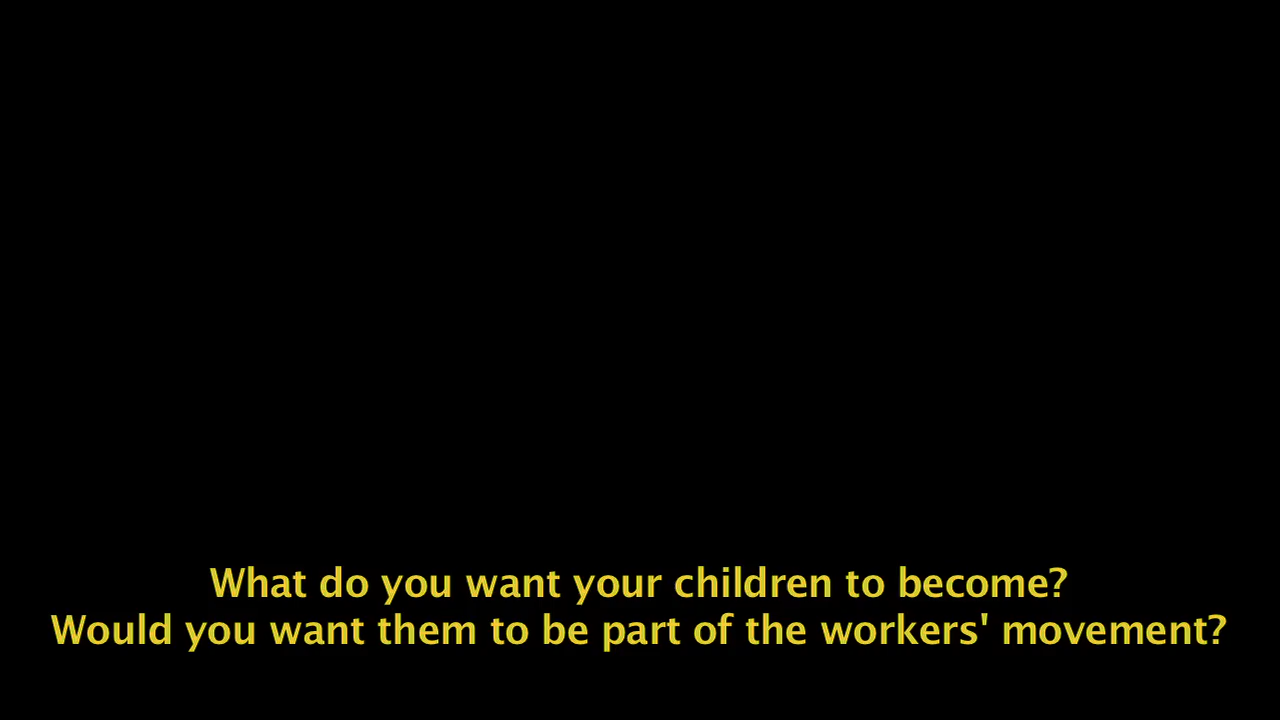 What do you want your children to become?
Would you want them to be part of the workers' movement?